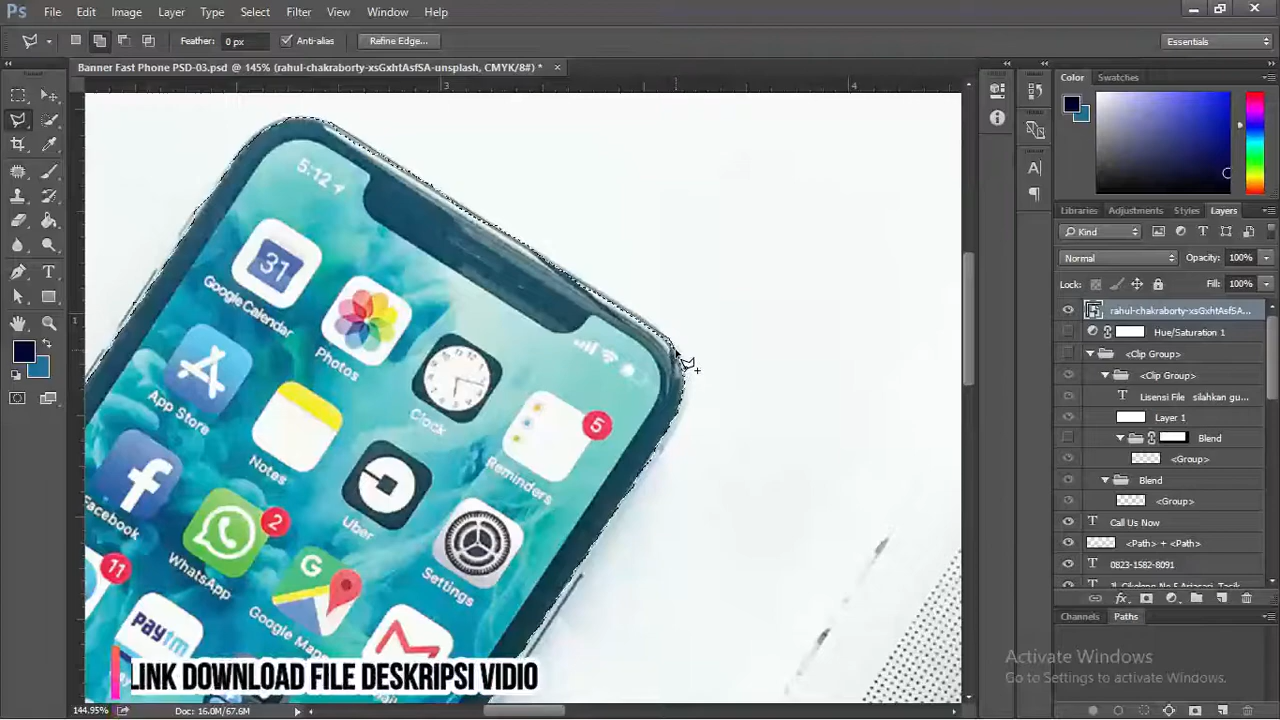 Ps File Edit Image Layer Type Select Filter View Window Help
Feather: 0 px Anti-alias Refine Edge... Essentials
Banner Fast Phone PSD-03.psd @ 145% (rahul-chakraborty-xsGxhtAsfSA-unsplash, CMYK/8#) *
Color Swatches
3 4
5:12
31
Google Calendar
Photos
App Store
Clock
Notes
5
Reminders
Facebook
2
WhatsApp
Uber
Settings
11
G
Google Maps
paytm
LINK DOWNLOAD FILE DESKRIPSI VIDIO
Libraries Adjustments Styles Layers
Kind
Normal Opacity: 100%
Locks: Fill: 100%
rahul-chakraborty-xsGxhtAsfSA...
Hue/Saturation 1
<Clip Group>
<Clip Group>
Lisensi File silahkan gu...
Layer 1
Blend
<Group>
Blend
<Group>
Call Us Now
<Path> + <Path>
0823-1582-8091
fx
Channels Paths
Activate Windows
Go to Settings to activate Windows.
144.95% Doc: 16.0M/67.6M